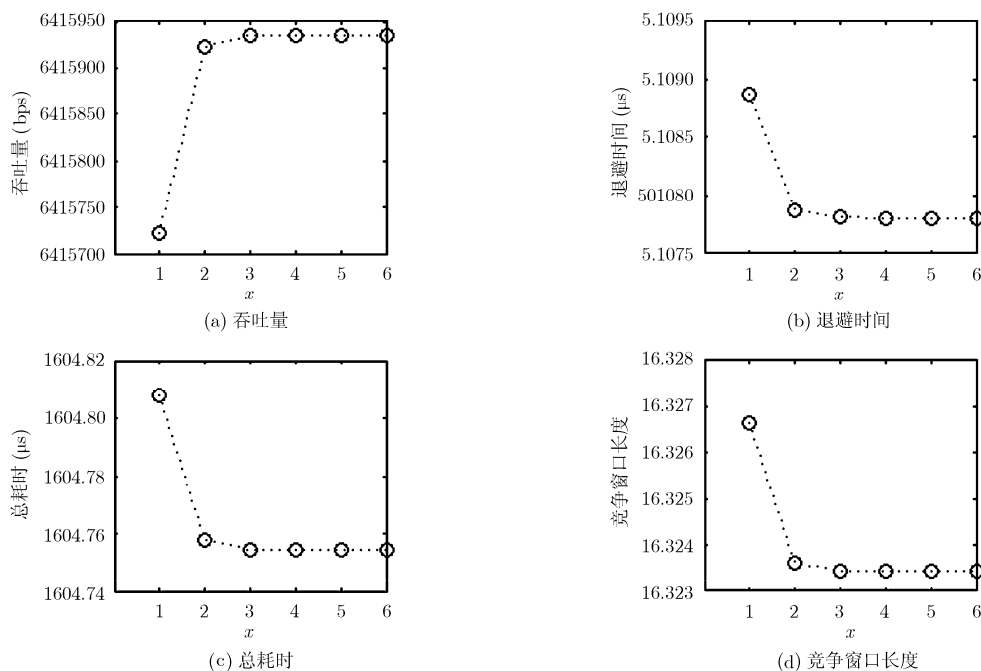 6415950
6415900
6415850
6415800
6415750
6415700
吞吐量 (bps)
1 2 3 4 5 6
x
(a) 吞吐量
5.1095
5.1090
5.1085
501080
5.1075
退避时间 (μs)
1 2 3 4 5 6
x
(b) 退避时间
1604.82
1604.80
1604.78
1604.76
1604.74
总耗时 (μs)
1 2 3 4 5 6
x
(c) 总耗时
16.328
16.327
16.326
16.325
16.324
16.323
竞争窗口长度
1 2 3 4 5 6
x
(d) 竞争窗口长度